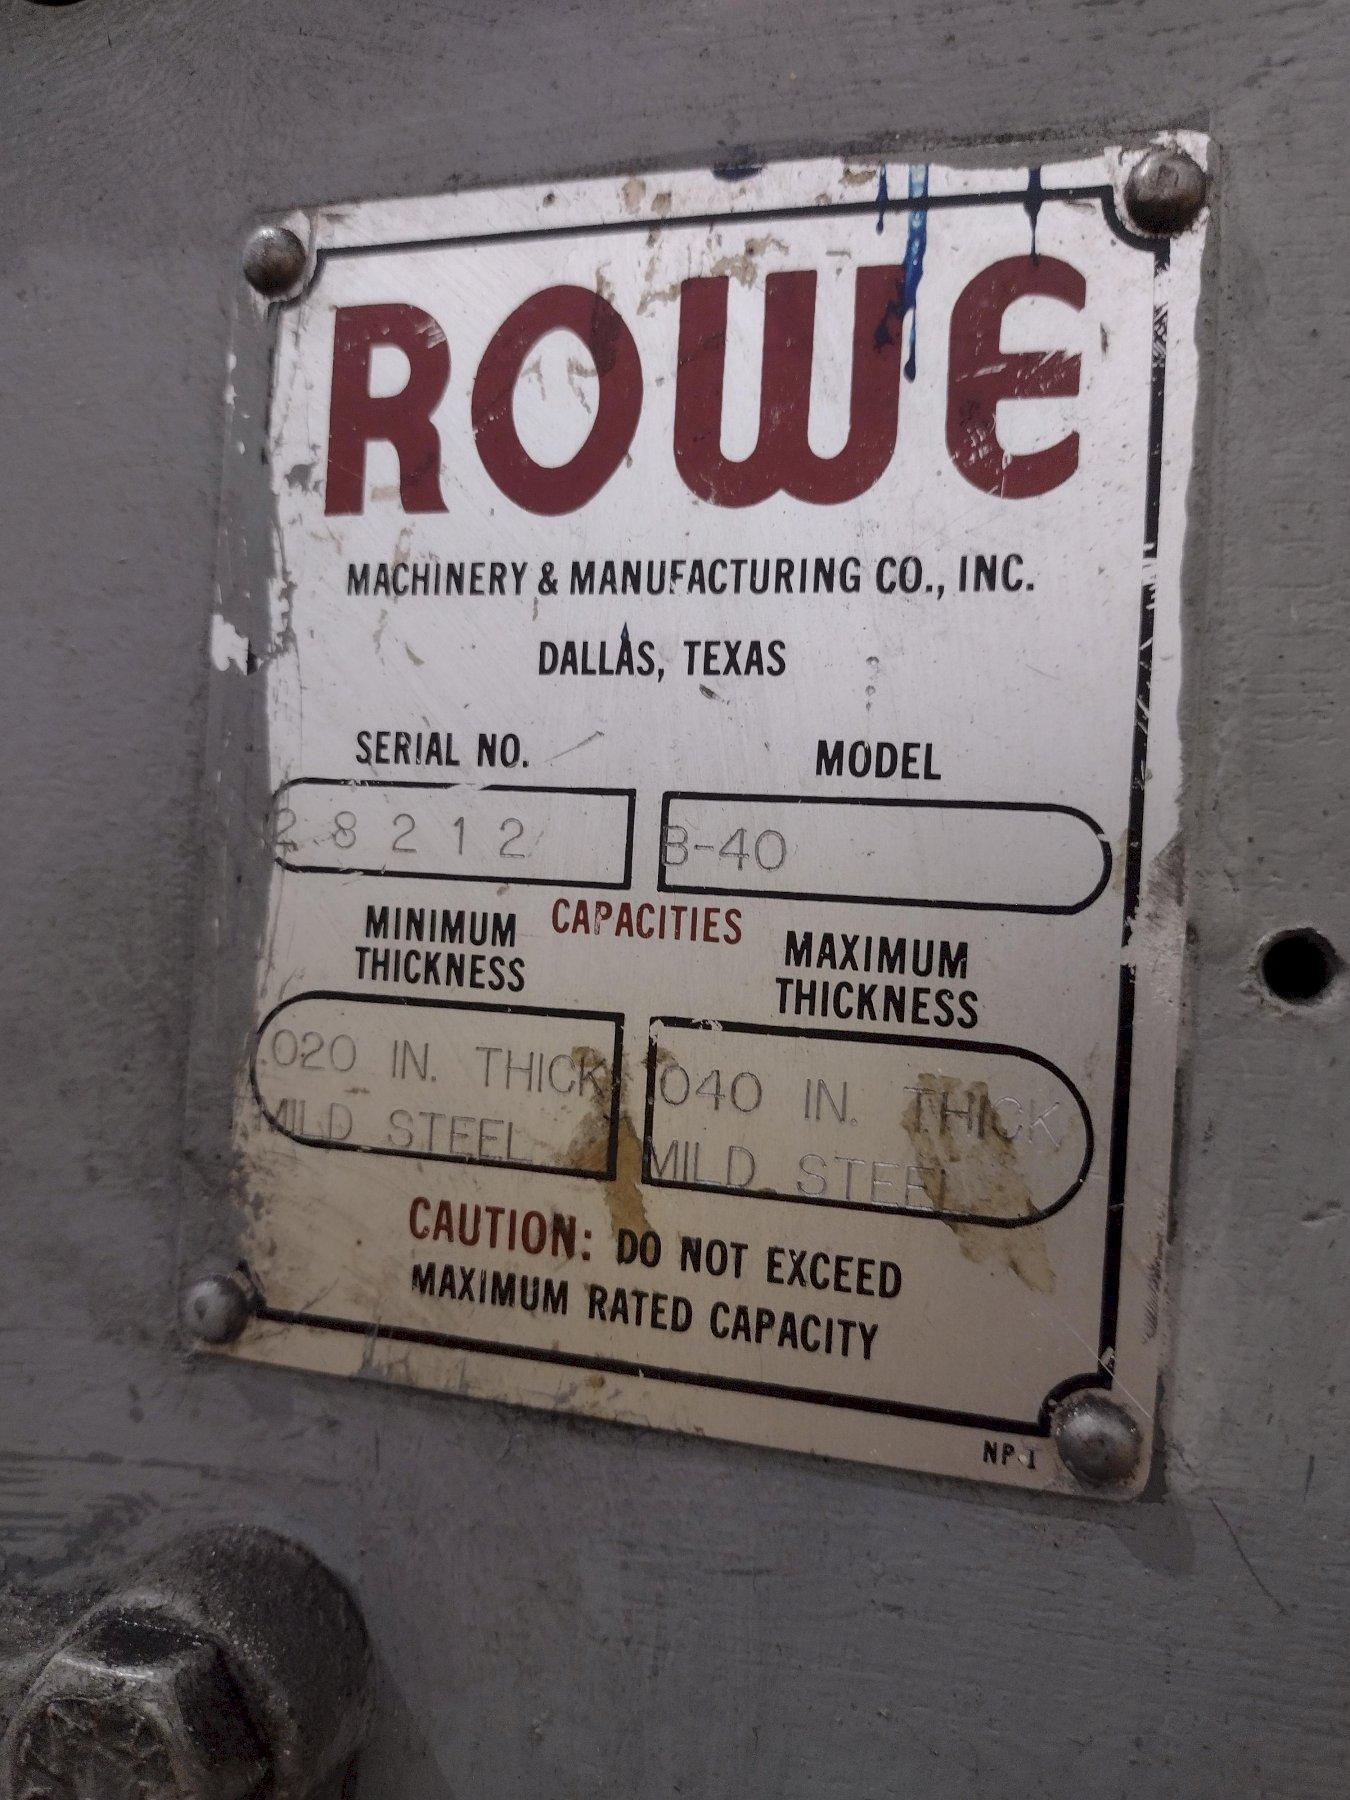 ROWE
MACHINERY & MANUFACTURING CO., INC.
DALLAS, TEXAS
SERIAL NO.
MODEL
28212
B-40
CAPACITIES
MINIMUM
THICKNESS
MAXIMUM
THICKNESS
.020 IN. THICK
MILD STEEL
.040 IN. THICK
MILD STEEL
CAUTION: DO NOT EXCEED
MAXIMUM RATED CAPACITY
NP-1